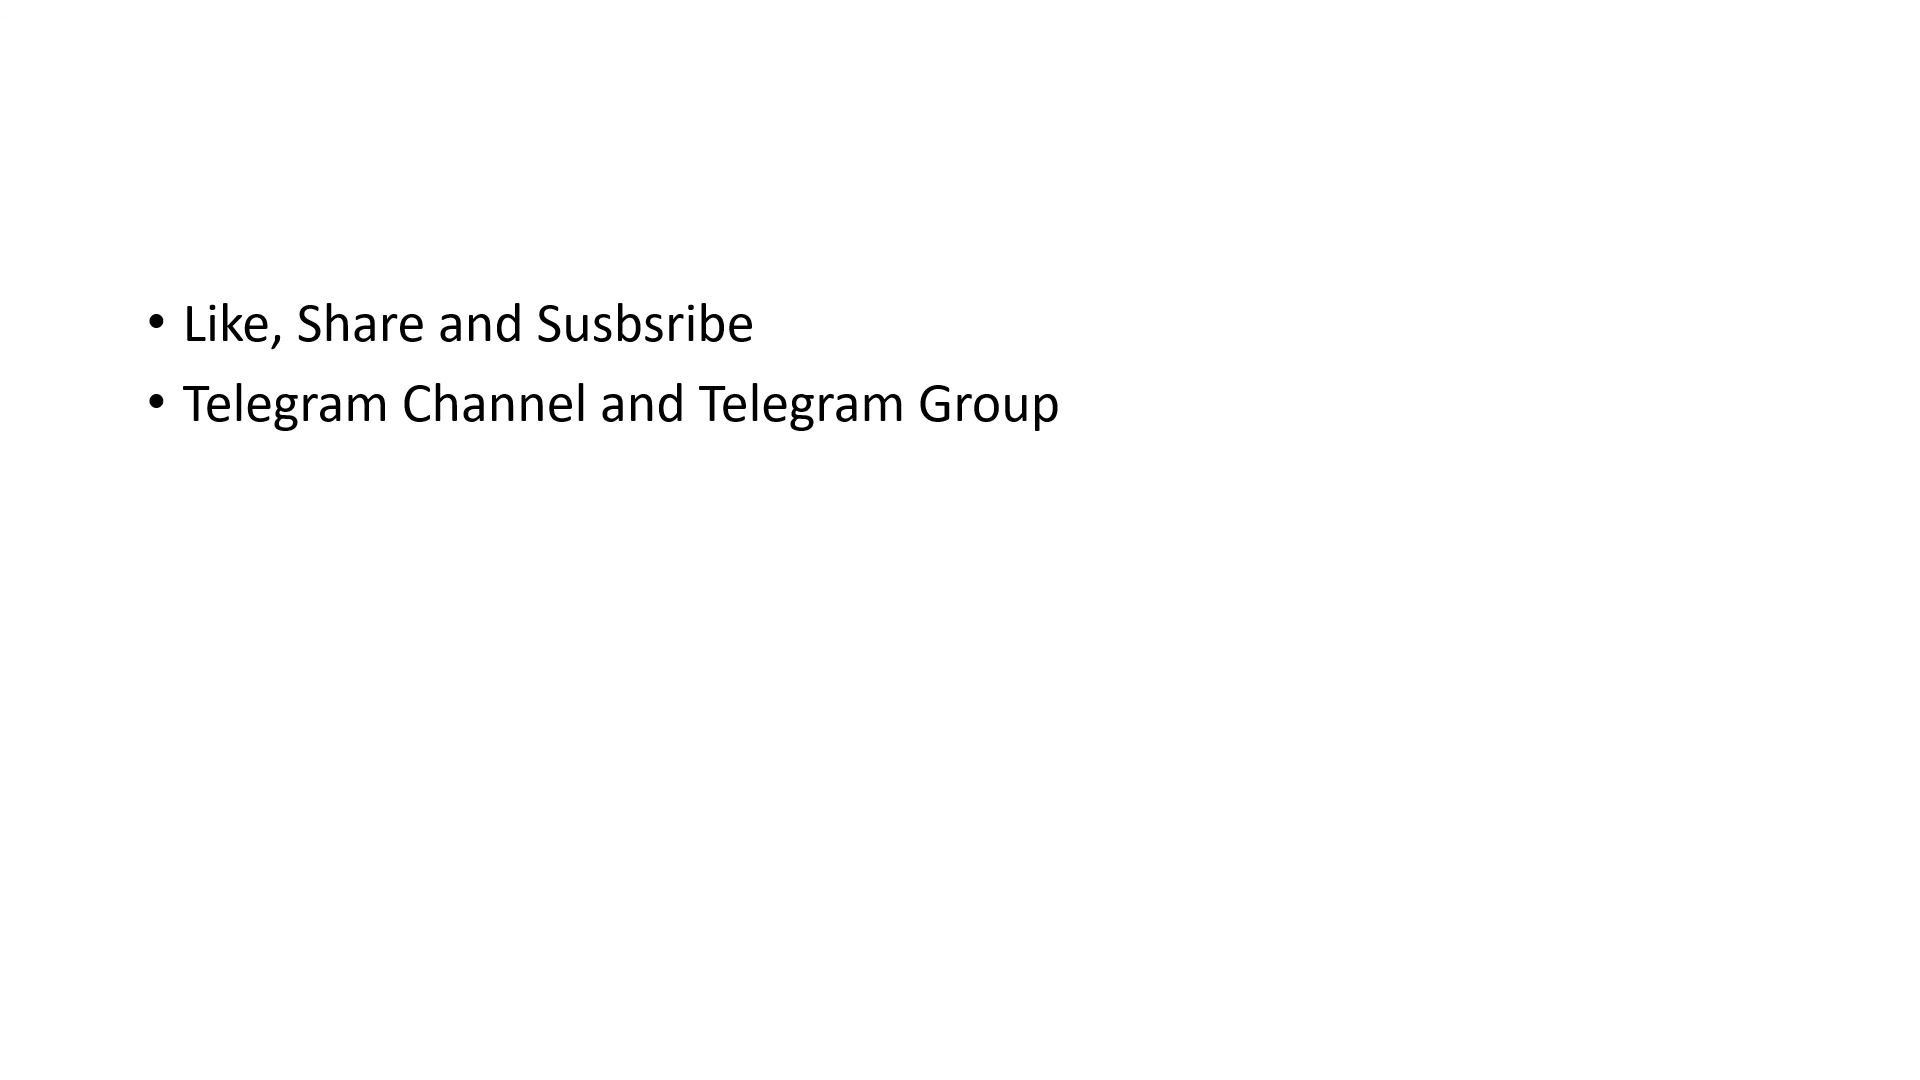 • Like, Share and Susbsribe
• Telegram Channel and Telegram Group